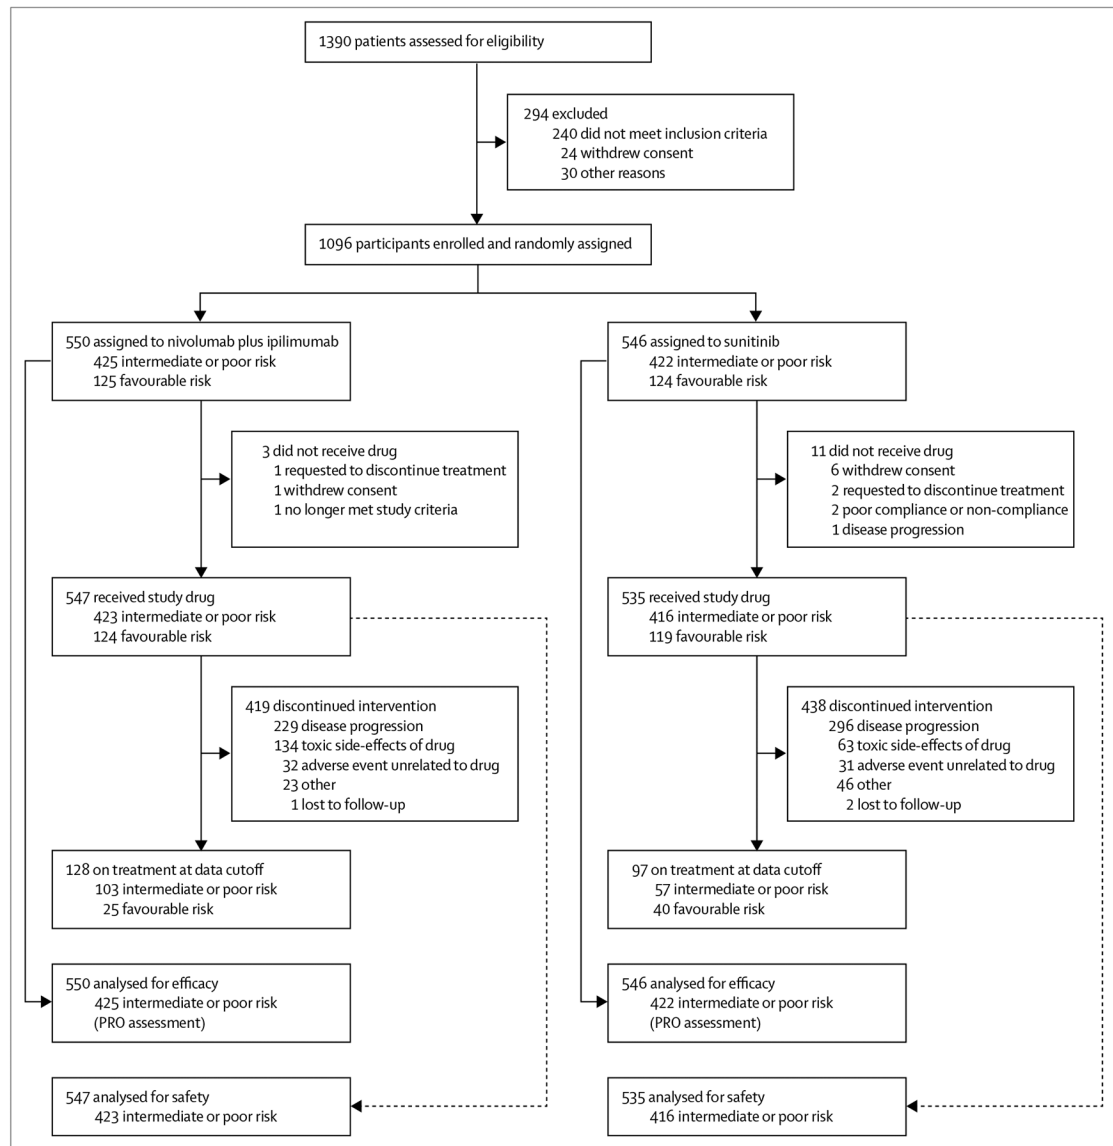 1390 patients assessed for eligibility
294 excluded
240 did not meet inclusion criteria
24 withdrew consent
30 other reasons
1096 participants enrolled and randomly assigned
550 assigned to nivolumab plus ipilimumab
425 intermediate or poor risk
125 favourable risk
546 assigned to sunitinib
422 intermediate or poor risk
124 favourable risk
3 did not receive drug
1 requested to discontinue treatment
1 withdrew consent
1 no longer met study criteria
11 did not receive drug
6 withdrew consent
2 requested to discontinue treatment
2 poor compliance or non-compliance
1 disease progression
547 received study drug
423 intermediate or poor risk
124 favourable risk
535 received study drug
416 intermediate or poor risk
119 favourable risk
419 discontinued intervention
229 disease progression
134 toxic side-effects of drug
32 adverse event unrelated to drug
23 other
1 lost to follow-up
438 discontinued intervention
296 disease progression
63 toxic side-effects of drug
31 adverse event unrelated to drug
46 other
2 lost to follow-up
128 on treatment at data cutoff
103 intermediate or poor risk
25 favourable risk
97 on treatment at data cutoff
57 intermediate or poor risk
40 favourable risk
550 analysed for efficacy
425 intermediate or poor risk
(PRO assessment)
546 analysed for efficacy
422 intermediate or poor risk
(PRO assessment)
547 analysed for safety
423 intermediate or poor risk
535 analysed for safety
416 intermediate or poor risk